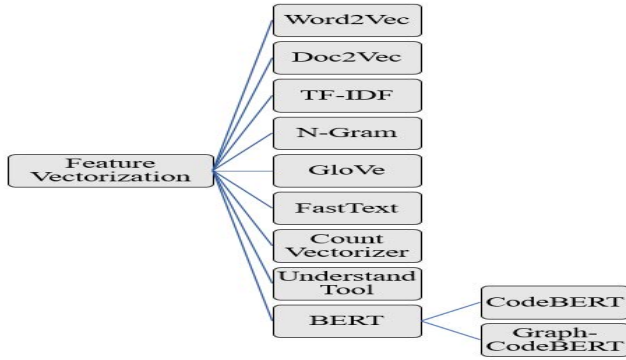 Word2Vec
Doc2Vec
TF-IDF
N-Gram
Feature
Vectorization
GloVe
FastText
Count
Vectorizer
Understand
Tool
BERT
CodeBERT
Graph-
CodeBERT